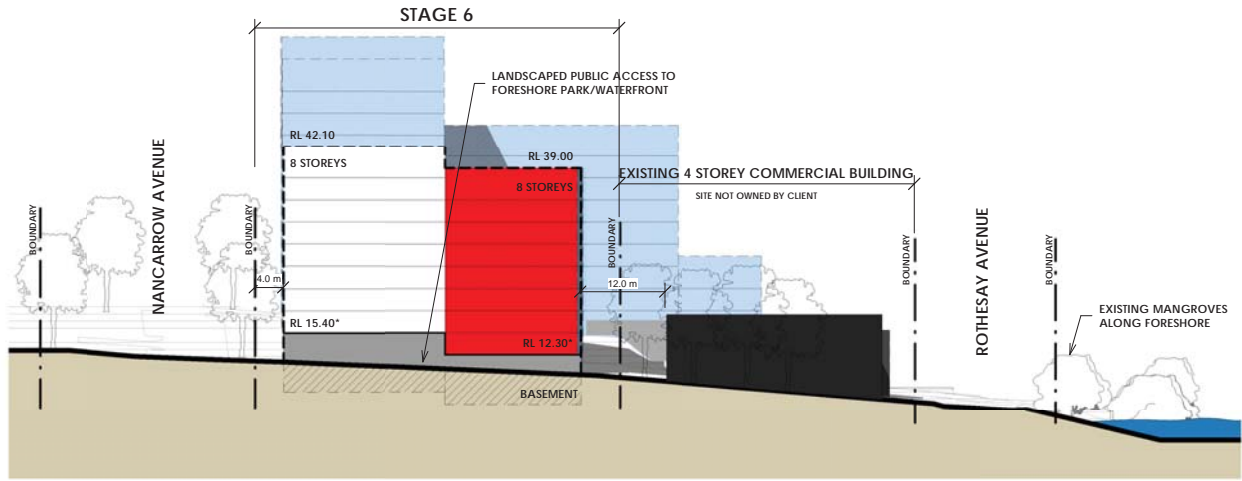 STAGE 6
LANDSCAPED PUBLIC ACCESS TO
FORESHORE PARK/WATERFRONT
RL 42.10
8 STOREYS
RL 39.00
8 STOREYS
EXISTING 4 STOREY COMMERCIAL BUILDING
SITE NOT OWNED BY CLIENT
NANCARROW AVENUE
BOUNDARY
BOUNDARY
BOUNDARY
BOUNDARY
BOUNDARY
ROTHESAY AVENUE
4.0 m
12.0 m
RL 15.40*
RL 12.30*
EXISTING MANGROVES
ALONG FORESHORE
BASEMENT